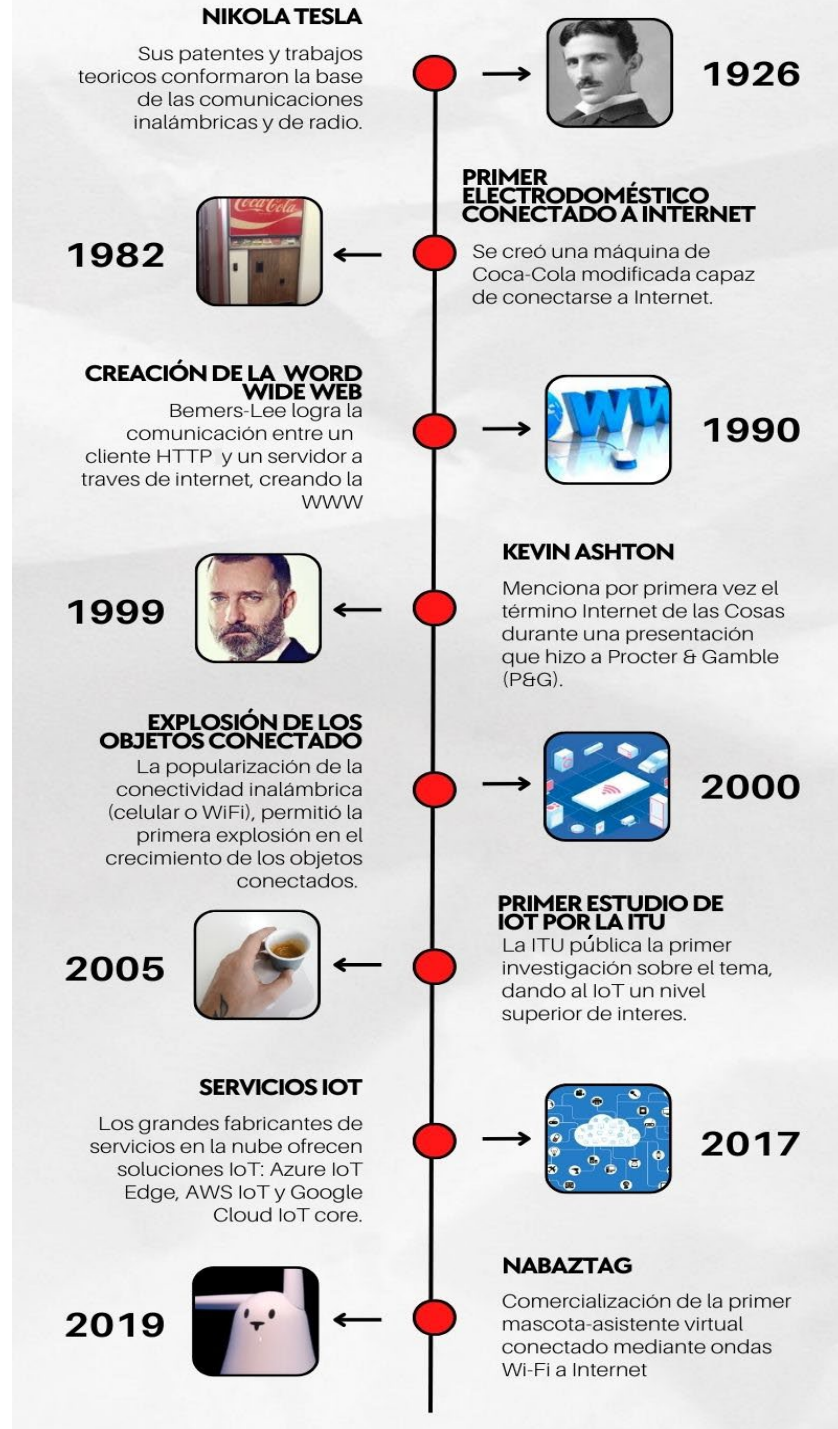 NIKOLA TESLA
Sus patentes y trabajos
teoricos conformaron la base
de las comunicaciones
inalámbricas y de radio.
1926
PRIMER
ELECTRODOMÉSTICO
CONECTADO A INTERNET
Se creó una máquina de
Coca-Cola modificada capaz
de conectarse a Internet.
Coca-Cola
1982
CREACIÓN DE LA WORD
WIDE WEB
Bemers-Lee logra la
comunicación entre un
cliente HTTP y un servidor a
traves de internet, creando la
WWW
WW
1990
KEVIN ASHTON
Menciona por primera vez el
término Internet de las Cosas
durante una presentación
que hizo a Procter & Gamble
(P&G).
1999
EXPLOSIÓN DE LOS
OBJETOS CONECTADO
La popularización de la
conectividad inalámbrica
(celular o WiFi), permitió la
primera explosión en el
crecimiento de los objetos
conectados.
2000
PRIMER ESTUDIO DE
IOT POR LA ITU
La ITU pública la primer
investigación sobre el tema,
dando al IoT un nivel
superior de interes.
2005
SERVICIOS IOT
Los grandes fabricantes de
servicios en la nube ofrecen
soluciones IoT: Azure IoT
Edge, AWS IoT y Google
Cloud IoT core.
2017
NABAZTAG
Comercialización de la primer
mascota-asistente virtual
conectado mediante ondas
Wi-Fi a Internet
2019